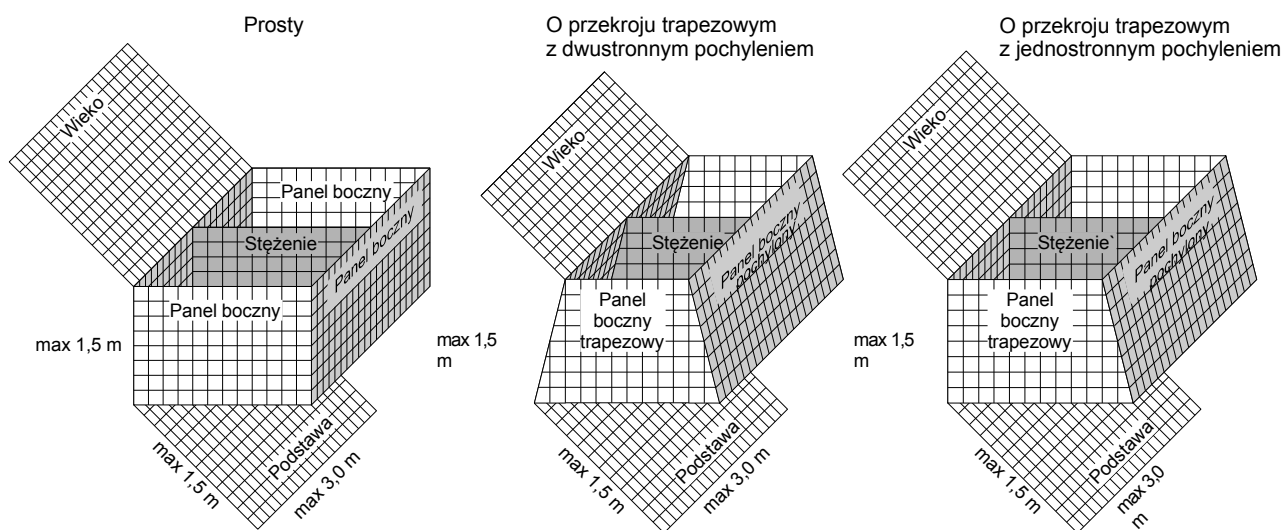 Prosty
Wieko
Panel boczny
Stężenie
Panel boczny
Panel boczny
max 1,5 m
Podstawa
max 1,5 m
max 3,0 m
O przekroju trapezowym
z dwustronnym pochyleniem
Wieko
Stężenie
Panel boczny
pochylony
Panel
boczny
trapezowy
max 1,5
m
Podstawa
max 1,5 m
max 3,0 m
O przekroju trapezowym
z jednostronnym pochyleniem
Wieko
Stężenie`
Panel boczny
pochylony
Panel
boczny
trapezowy
max 1,5
m
Podstawa
max 1,5 m
max 3,0
m